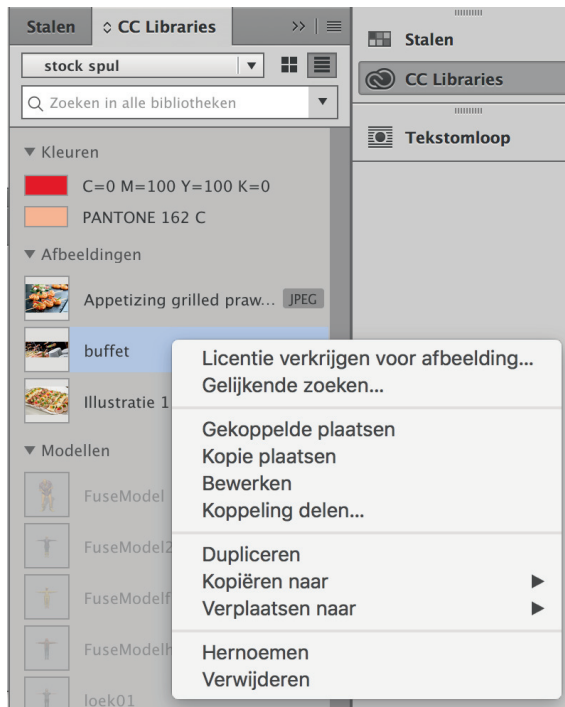 Stalen
CC Libraries
stock spul
Zoeken in alle bibliotheken
Kleuren
C=0 M=100 Y=100 K=0
PANTONE 162 C
Afbeeldingen
Appetizing grilled praw... JPEG
buffet
Illustratie 1
Modellen
FuseModel
FuseModel2
FuseModelf
FuseModelh
loek01
Licentie verkrijgen voor afbeelding...
Gelijkende zoeken...
Gekoppelde plaatsen
Kopie plaatsen
Bewerken
Koppeling delen...
Dupliceren
Kopiëren naar
Verplaatsen naar
Hernoemen
Verwijderen
Stalen
CC Libraries
Tekstomloop